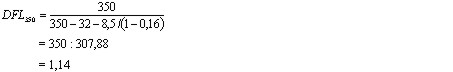 DFL₃₅₀ = 350 / (350 – 32 – 8,5 /(1 – 0,16))
= 350 : 307,88
= 1,14